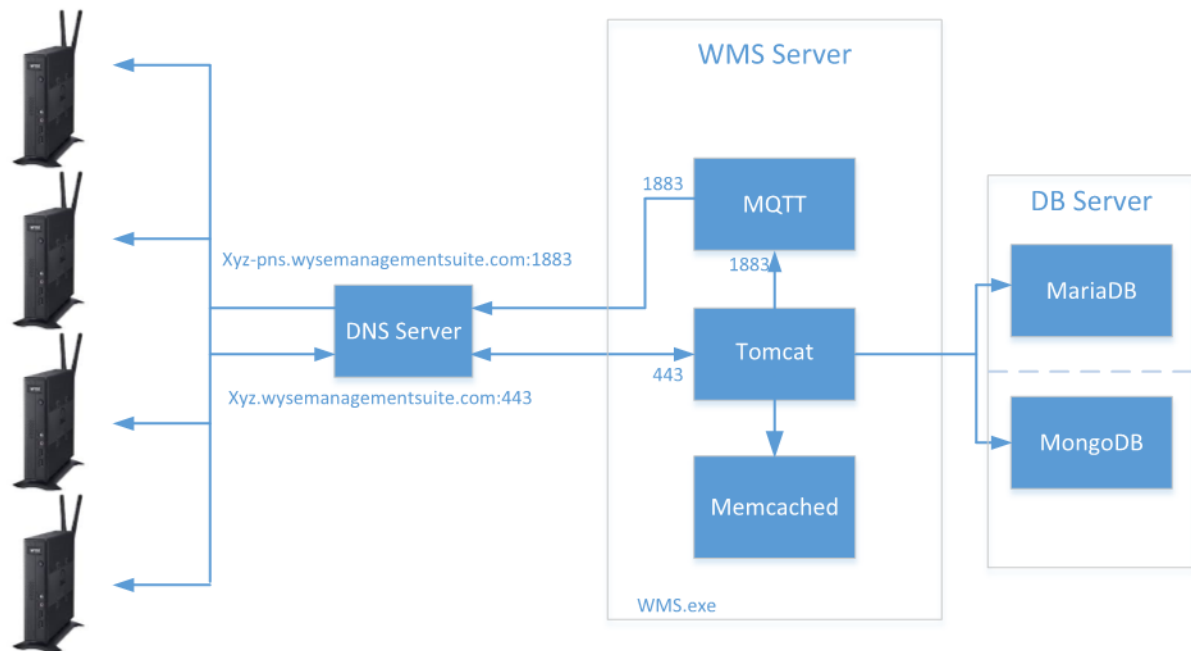 WMS Server
1883
MQTT
DB Server
Xyz-pns.wysemanagementsuite.com:1883
1883
MariaDB
DNS Server
Tomcat
443
Xyz.wysemanagementsuite.com:443
MongoDB
Memcached
WMS.exe